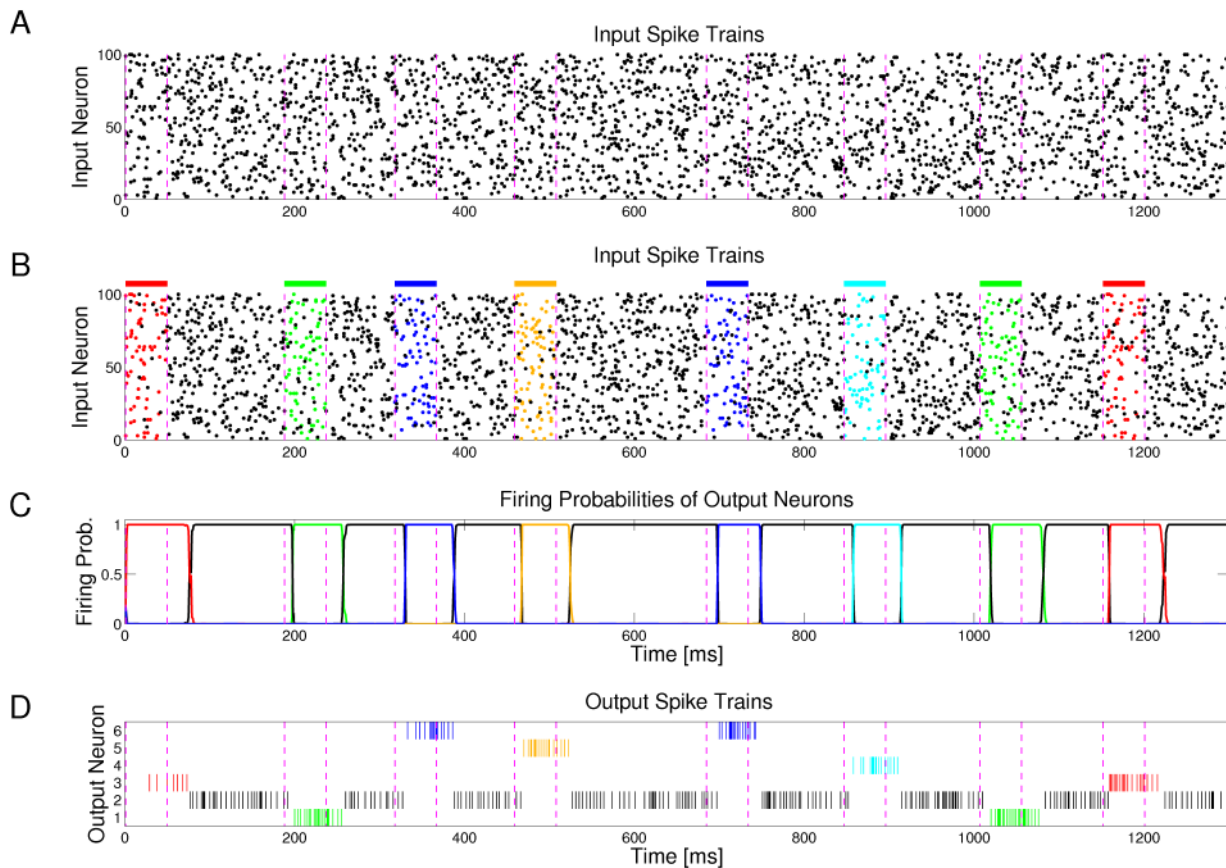 A
Input Spike Trains
Input Neuron
100
50
0
0 200 400 600 800 1000 1200
B
Input Spike Trains
Input Neuron
100
50
0
0 200 400 600 800 1000 1200
C
Firing Probabilities of Output Neurons
Firing Prob.
1
0.5
0
0 200 400 600 800 1000 1200
Time [ms]
D
Output Spike Trains
Output Neuron
6
5
4
3
2
1
0 200 400 600 800 1000 1200
Time [ms]